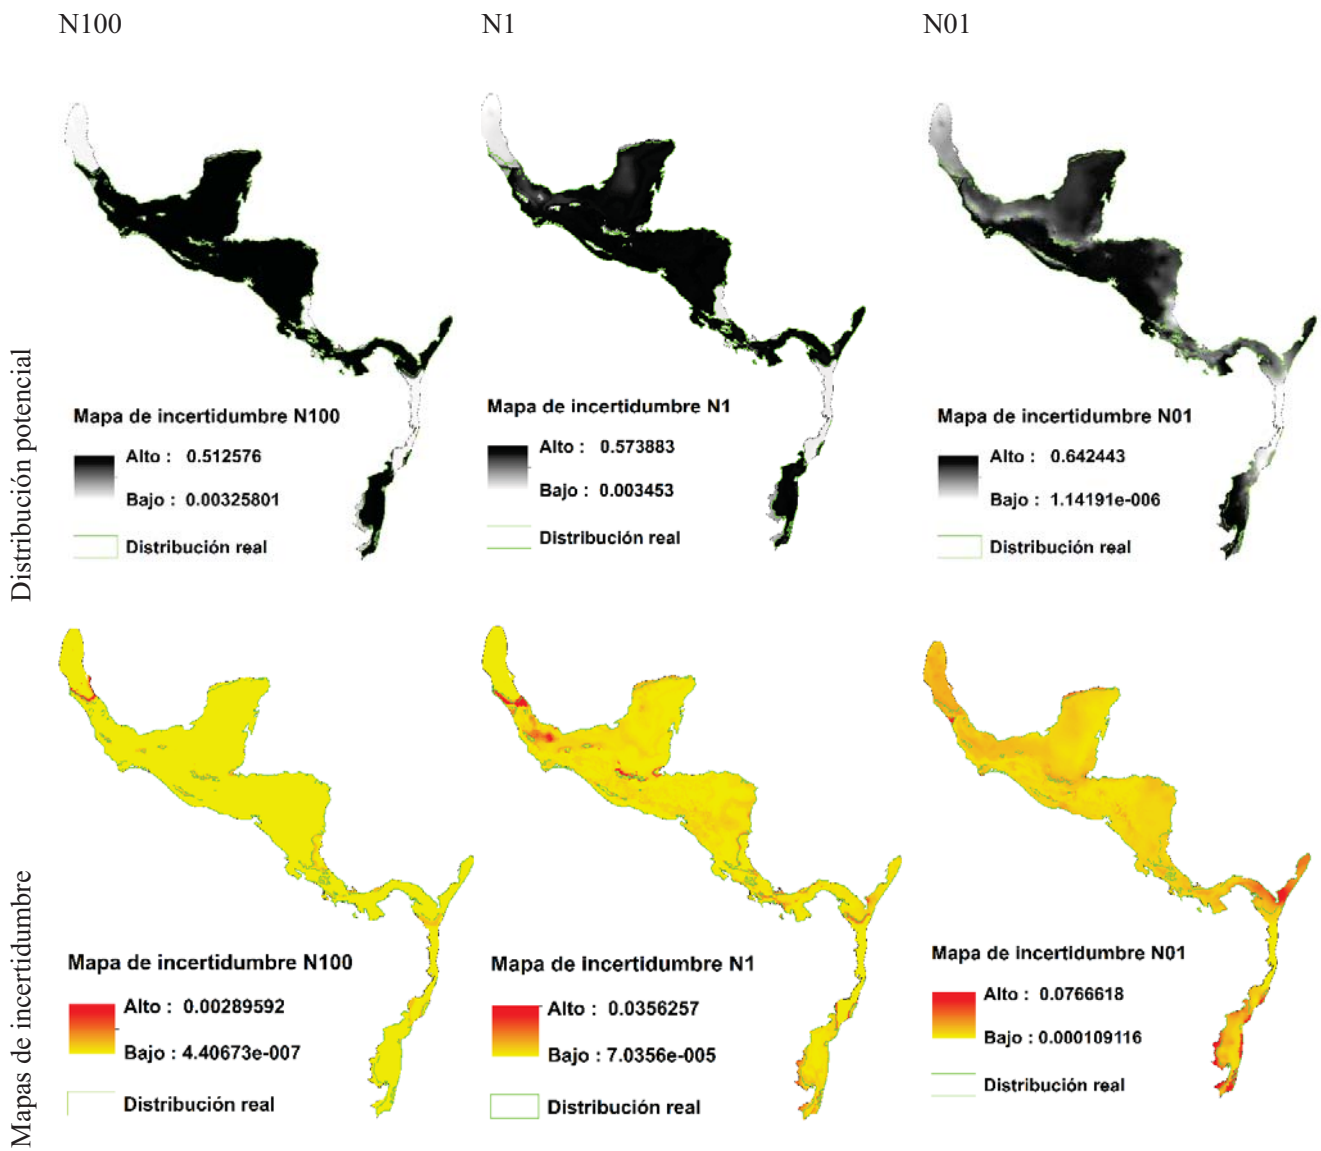 N100
N1
N01
Distribución potencial
Mapa de incertidumbre N100
Alto : 0.512576
Bajo : 0.00325801
Distribución real
Mapa de incertidumbre N1
Alto : 0.573883
Bajo : 0.003453
Distribución real
Mapa de incertidumbre N01
Alto : 0.642443
Bajo : 1.14191e-006
Distribución real
Mapas de incertidumbre
Mapa de incertidumbre N100
Alto : 0.00289592
Bajo : 4.40673e-007
Distribución real
Mapa de incertidumbre N1
Alto : 0.0356257
Bajo : 7.0356e-005
Distribución real
Mapa de incertidumbre N01
Alto : 0.0766618
Bajo : 0.000109116
Distribución real